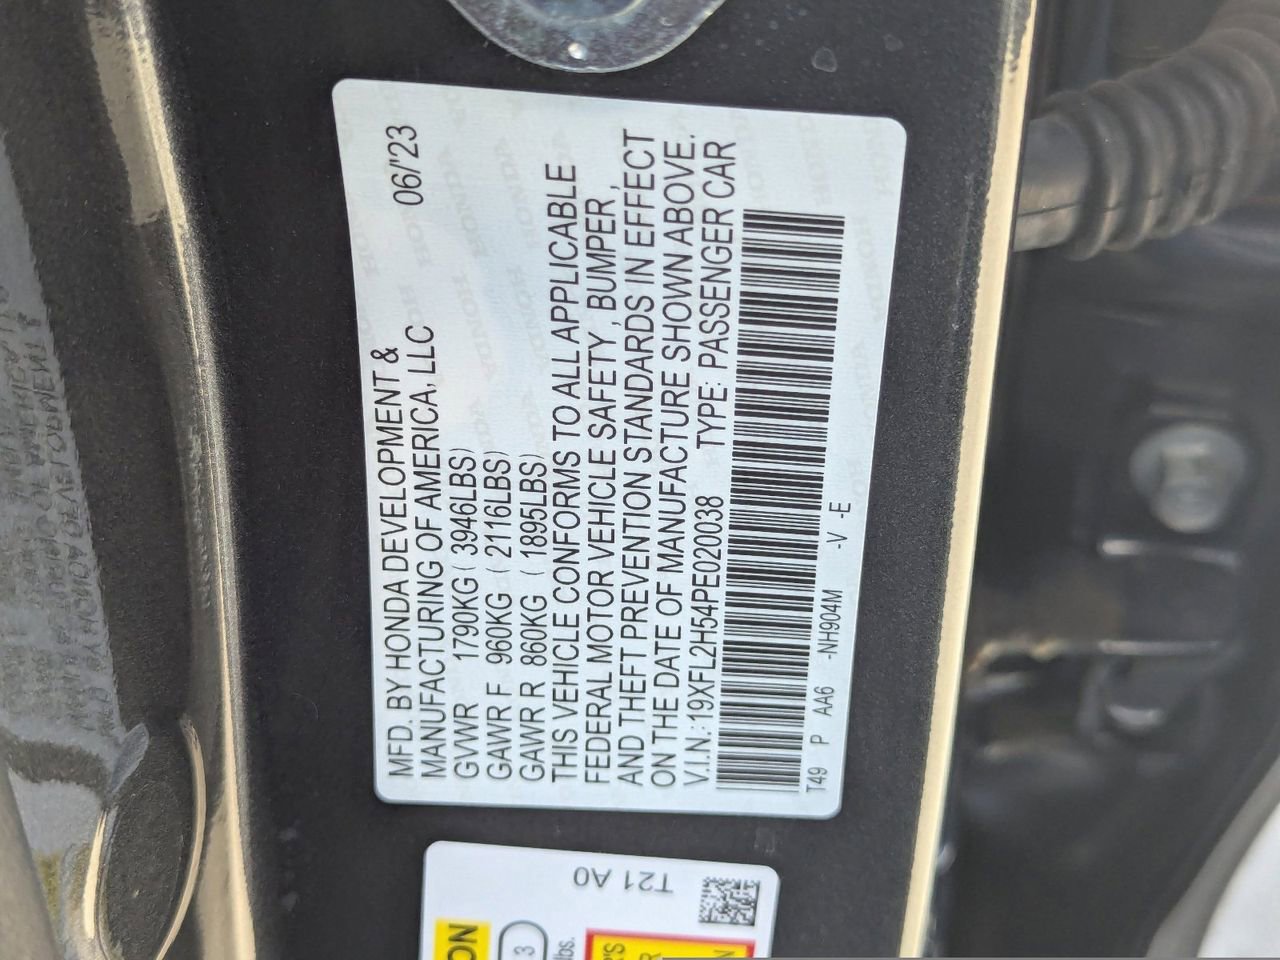 MFD. BY HONDA DEVELOPMENT &
MANUFACTURING OF AMERICA, LLC 06/'23
GVWR 1790KG ( 3946LBS)
GAWR F 960KG ( 2116LBS)
GAWR R 860KG ( 1895LBS)
THIS VEHICLE CONFORMS TO ALL APPLICABLE
FEDERAL MOTOR VEHICLE SAFETY, BUMPER,
AND THEFT PREVENTION STANDARDS IN EFFECT
ON THE DATE OF MANUFACTURE SHOWN ABOVE.
V.I.N.:19XFL2H54PE020038 TYPE: PASSENGER CAR
T49 P AA6 -NH904M -V -E
T21 A0
3
lbs.